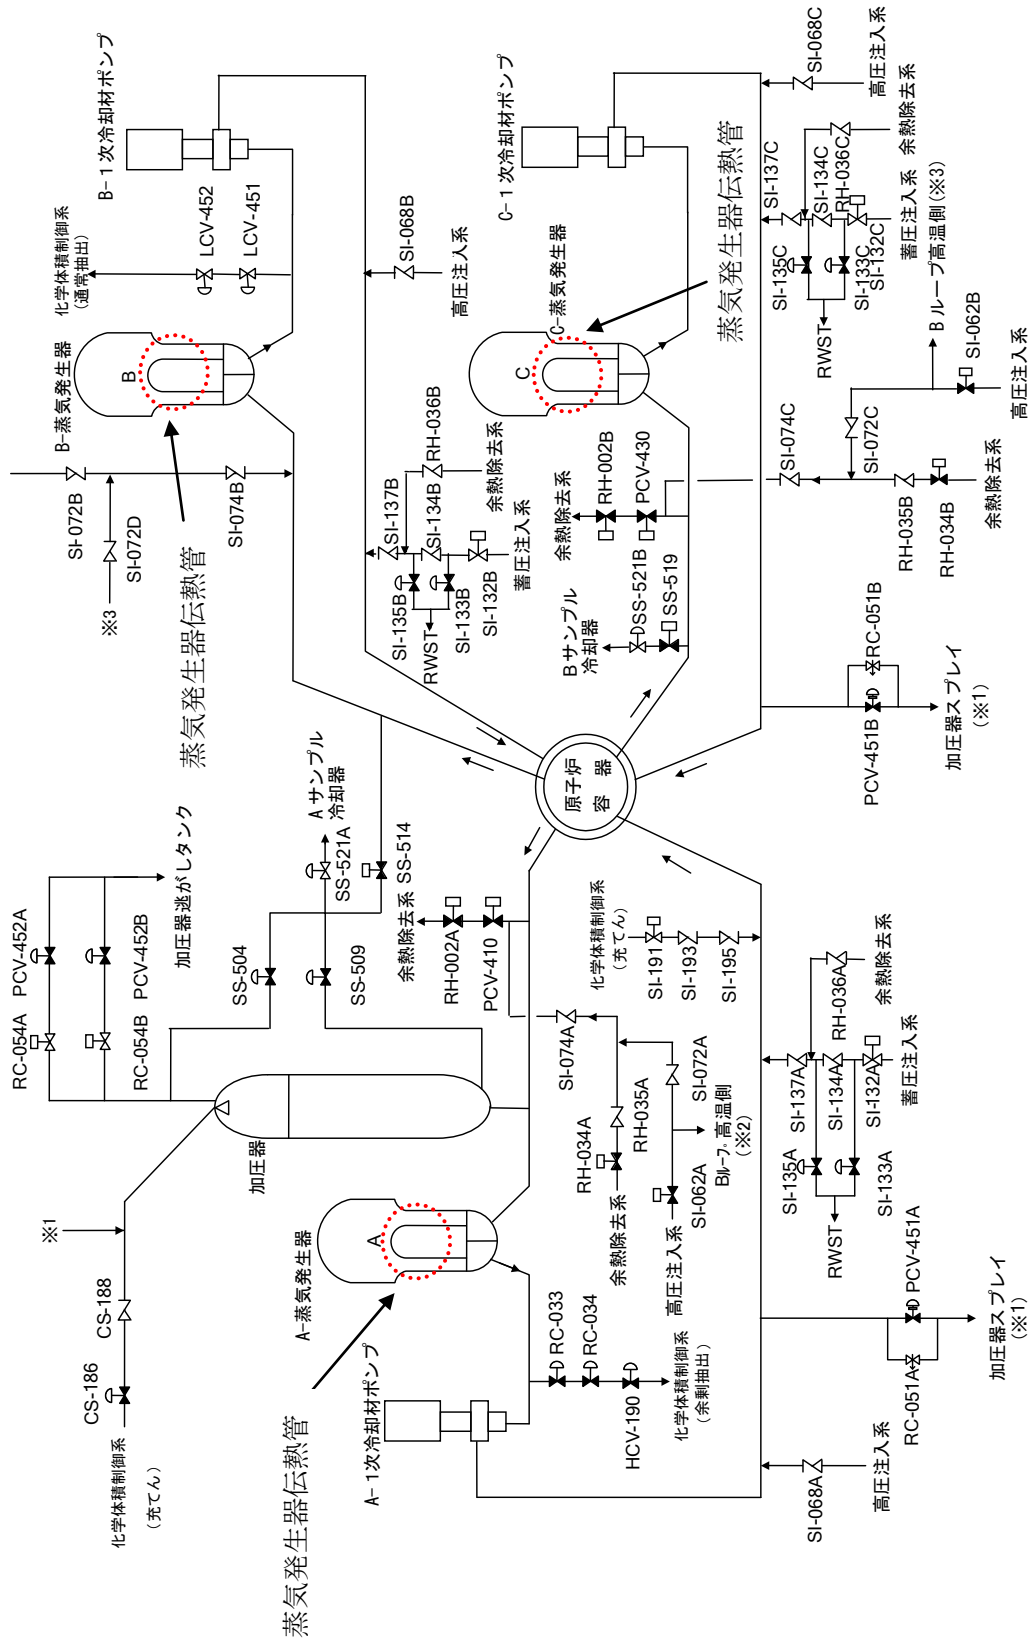 化学体積制御系
（充てん）
CS-186
CS-188
※1
加圧器
RC-054A
PCV-452A
RC-054B
PCV-452B
加圧器逃がしタンク
SS-504
SS-509
Aサンプル
冷却器
SS-521A
SS-514
※3
SI-072B
SI-072D
SI-074B
蒸気発生器伝熱管
B-蒸気発生器
B
化学体積制御系
（通常抽出）
LCV-452
LCV-451
B-1次冷却材ポンプ
A-蒸気発生器
A
蒸気発生器伝熱管
A-1次冷却材ポンプ
RC-033
RC-034
HCV-190
化学体積制御系
（余剰抽出）
余熱除去系
RH-002A
PCV-410
SI-074A
RH-034A
RH-035A
余熱除去系
SI-072A
SI-062A
高圧注入系
Bループ高温側
（※2）
化学体積制御系
（充てん）
SI-191
SI-193
SI-195
原子炉
容器
SI-068B
高圧注入系
SI-137B
SI-134B
RH-036B
余熱除去系
SI-135B
RWST
SI-133B
SI-132B
蓄圧注入系
C-蒸気発生器
C
蒸気発生器伝熱管
C-1次冷却材ポンプ
余熱除去系
RH-002B
PCV-430
Bサンプル
冷却器
SS-521B
SS-519
SI-068A
高圧注入系
RC-051A
PCV-451A
加圧器スプレイ
（※1）
SI-137A
SI-134A
RH-036A
余熱除去系
SI-135A
RWST
SI-133A
SI-132A
蓄圧注入系
PCV-451B
RC-051B
加圧器スプレイ
（※1）
SI-074C
SI-072C
RH-035B
RH-034B
余熱除去系
SI-062B
高圧注入系
Bループ高温側（※3）
SI-137C
SI-134C
RH-036C
余熱除去系
SI-135C
RWST
SI-133C
SI-132C
蓄圧注入系
SI-068C
高圧注入系